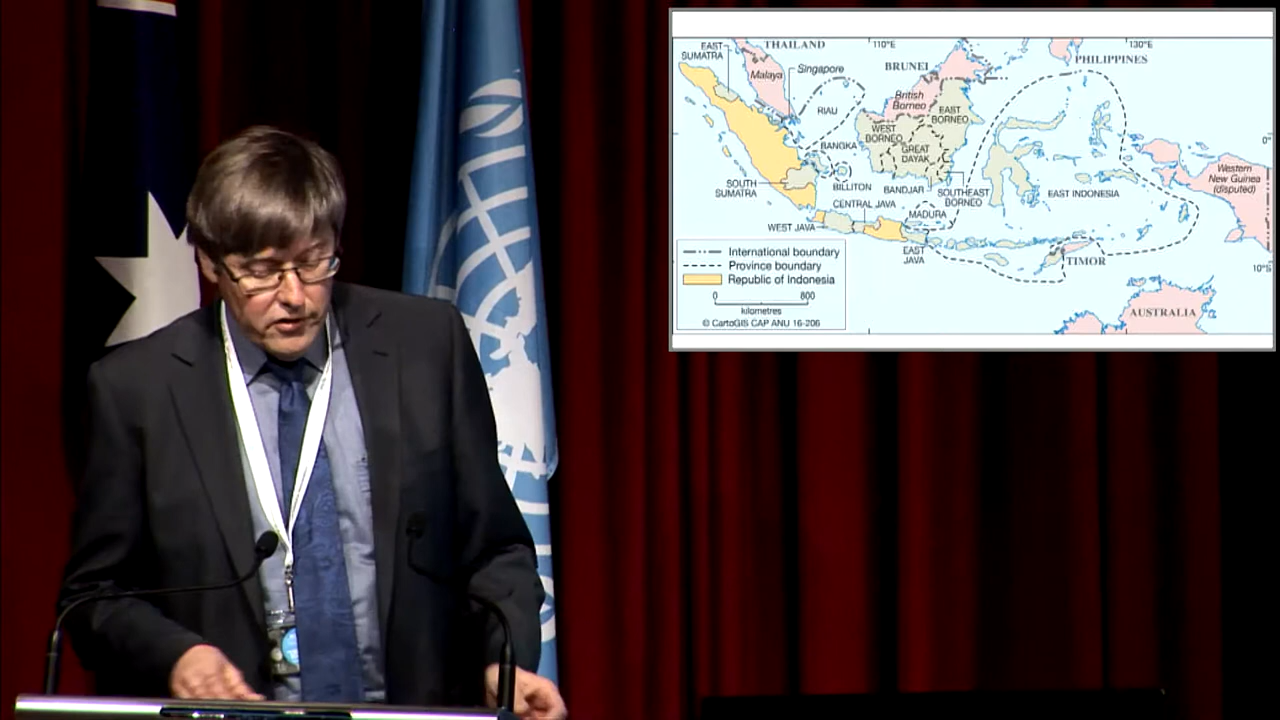 EAST
SUMATRA
THAILAND
110°E
130°E
Malaya
Singapore
BRUNEI
PHILIPPINES
British
Borneo
RIAU
EAST
BORNEO
WEST
BORNEO
0°
BANGKA
GREAT
DAYAK
Western
New Guinea
(disputed)
SOUTH
SUMATRA
BILLITON
BANDJAR
SOUTHEAST
BORNEO
EAST INDONESIA
CENTRAL JAVA
MADURA
WEST JAVA
EAST
JAVA
TIMOR
10°S
International boundary
Province boundary
Republic of Indonesia
0 800
kilometres
© CartoGIS CAP ANU 16-206
AUSTRALIA